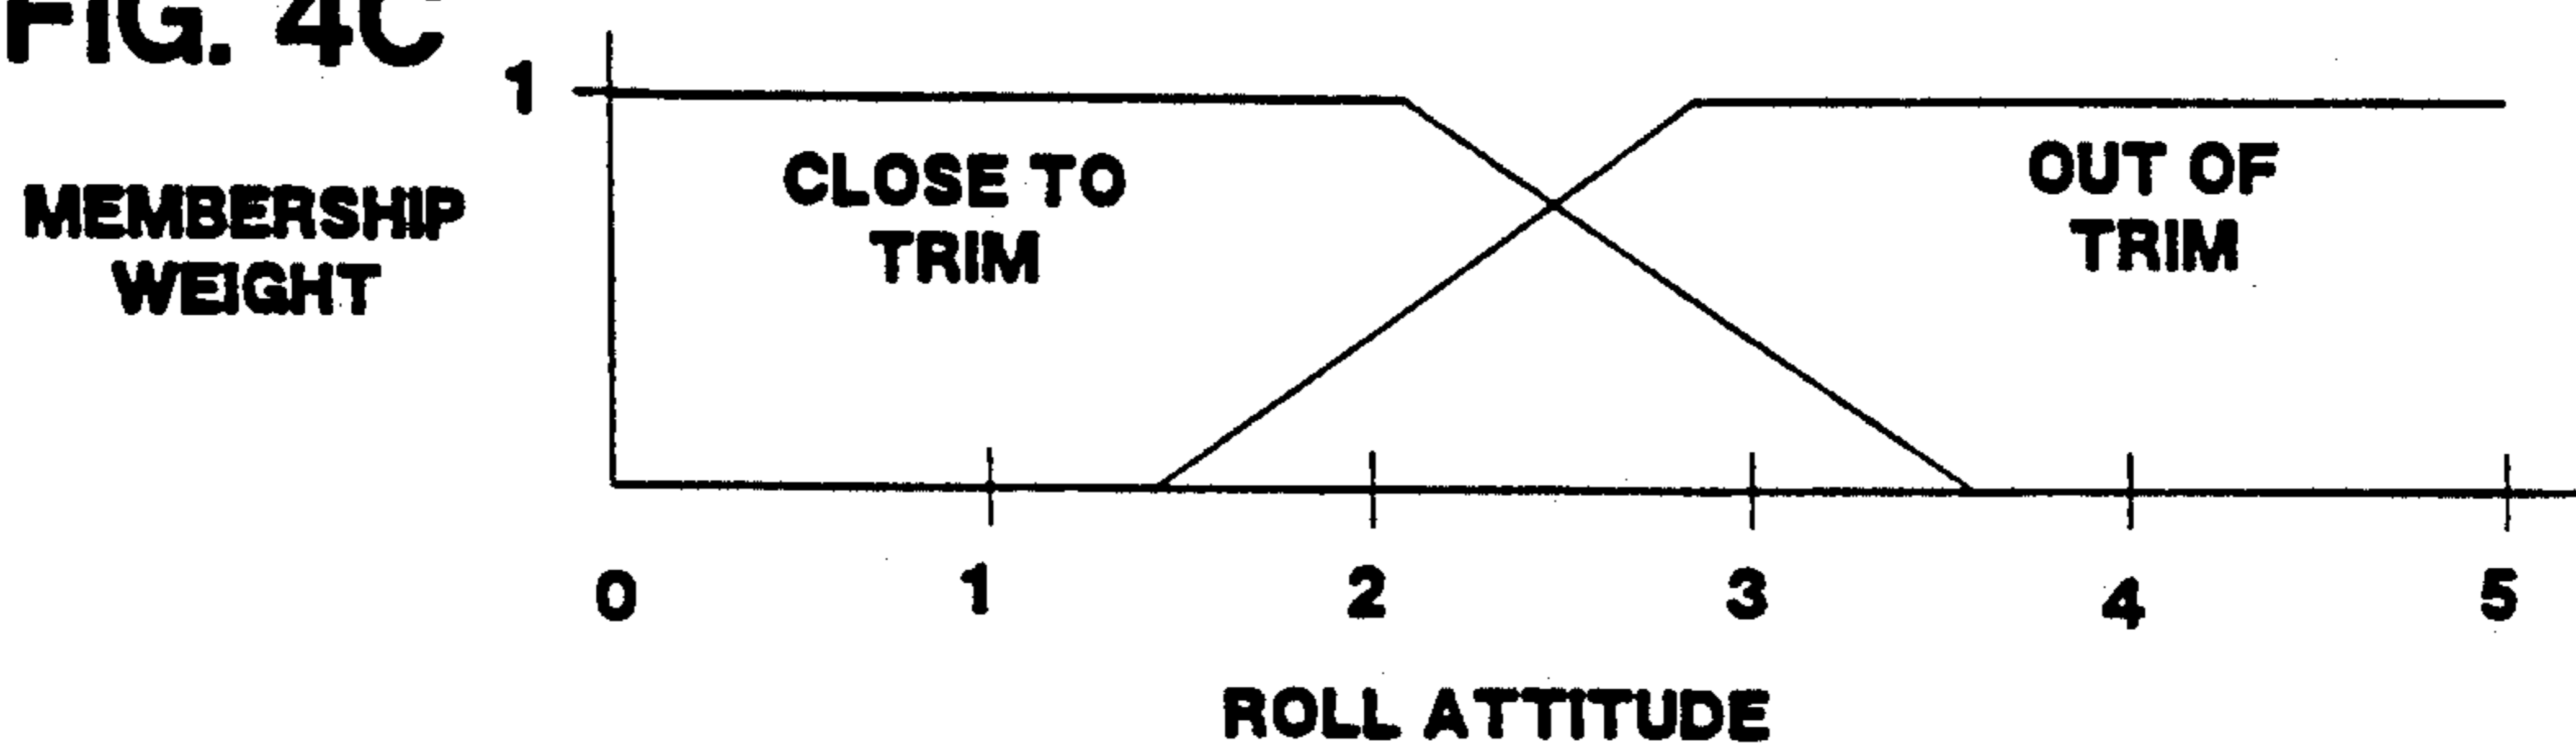 FIG. 4C
1
MEMBERSHIP
WEIGHT
CLOSE TO
TRIM
OUT OF
TRIM
0 1 2 3 4 5
ROLL ATTITUDE